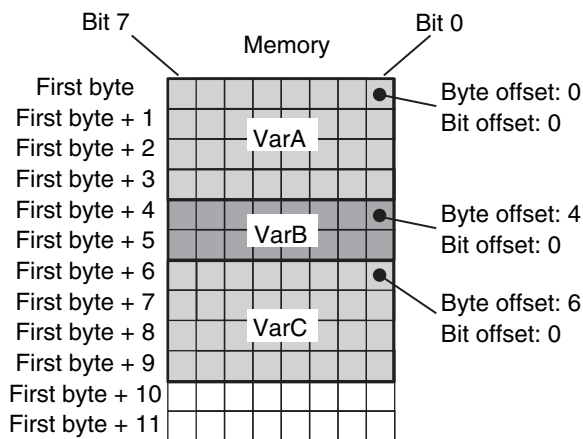 Bit 7
Bit 0
Memory
First byte
First byte + 1
First byte + 2
First byte + 3
First byte + 4
First byte + 5
First byte + 6
First byte + 7
First byte + 8
First byte + 9
First byte + 10
First byte + 11
VarA
VarB
VarC
Byte offset: 0
Bit offset: 0
Byte offset: 4
Bit offset: 0
Byte offset: 6
Bit offset: 0